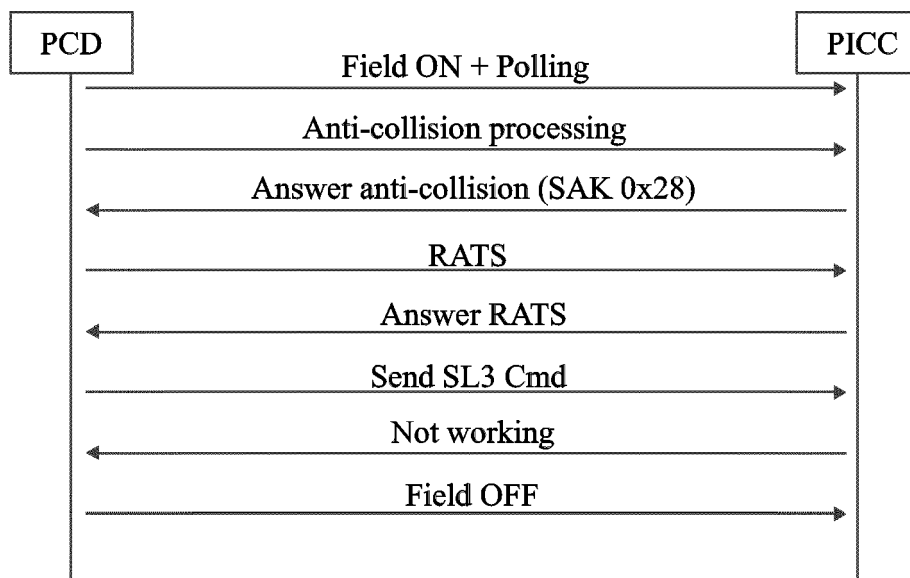 PCD
PICC
Field ON + Polling
Anti-collision processing
Answer anti-collision (SAK 0x28)
RATS
Answer RATS
Send SL3 Cmd
Not working
Field OFF